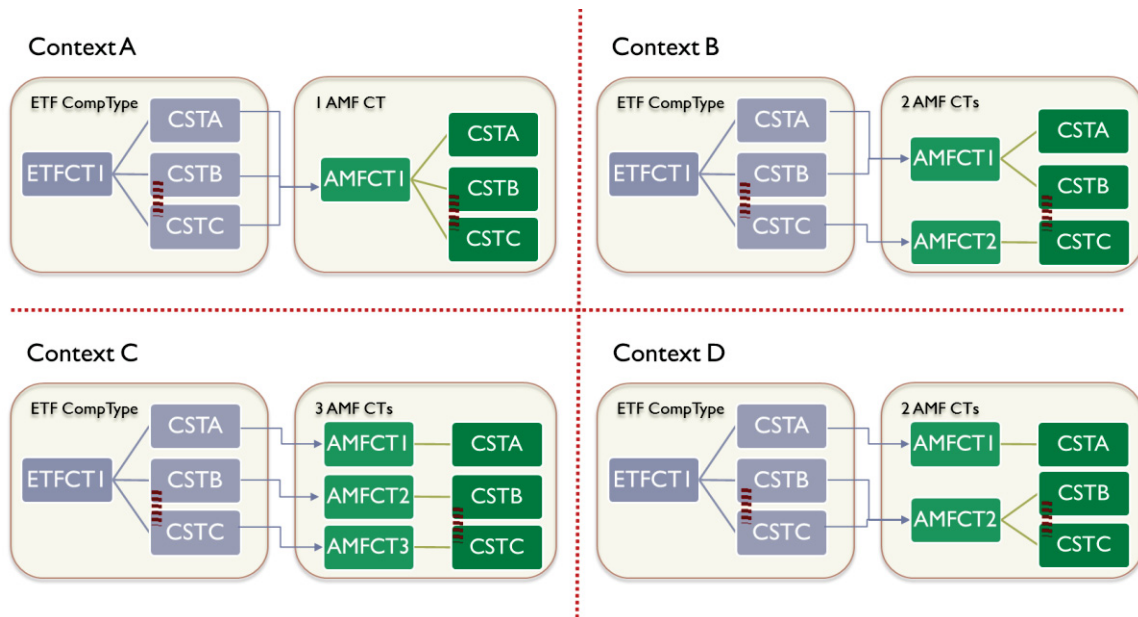 Context A
ETF CompType
1 AMF CT
CSTA
CSTA
ETFCT1
CSTB
AMFCT1
CSTB
CSTC
CSTC
Context B
ETF CompType
2 AMF CTs
CSTA
CSTA
AMFCT1
ETFCT1
CSTB
CSTB
CSTC
AMFCT2
CSTC
Context C
ETF CompType
3 AMF CTs
CSTA
AMFCT1
CSTA
ETFCT1
CSTB
AMFCT2
CSTB
CSTC
AMFCT3
CSTC
Context D
ETF CompType
2 AMF CTs
CSTA
AMFCT1
CSTA
ETFCT1
CSTB
CSTB
AMFCT2
CSTC
CSTC